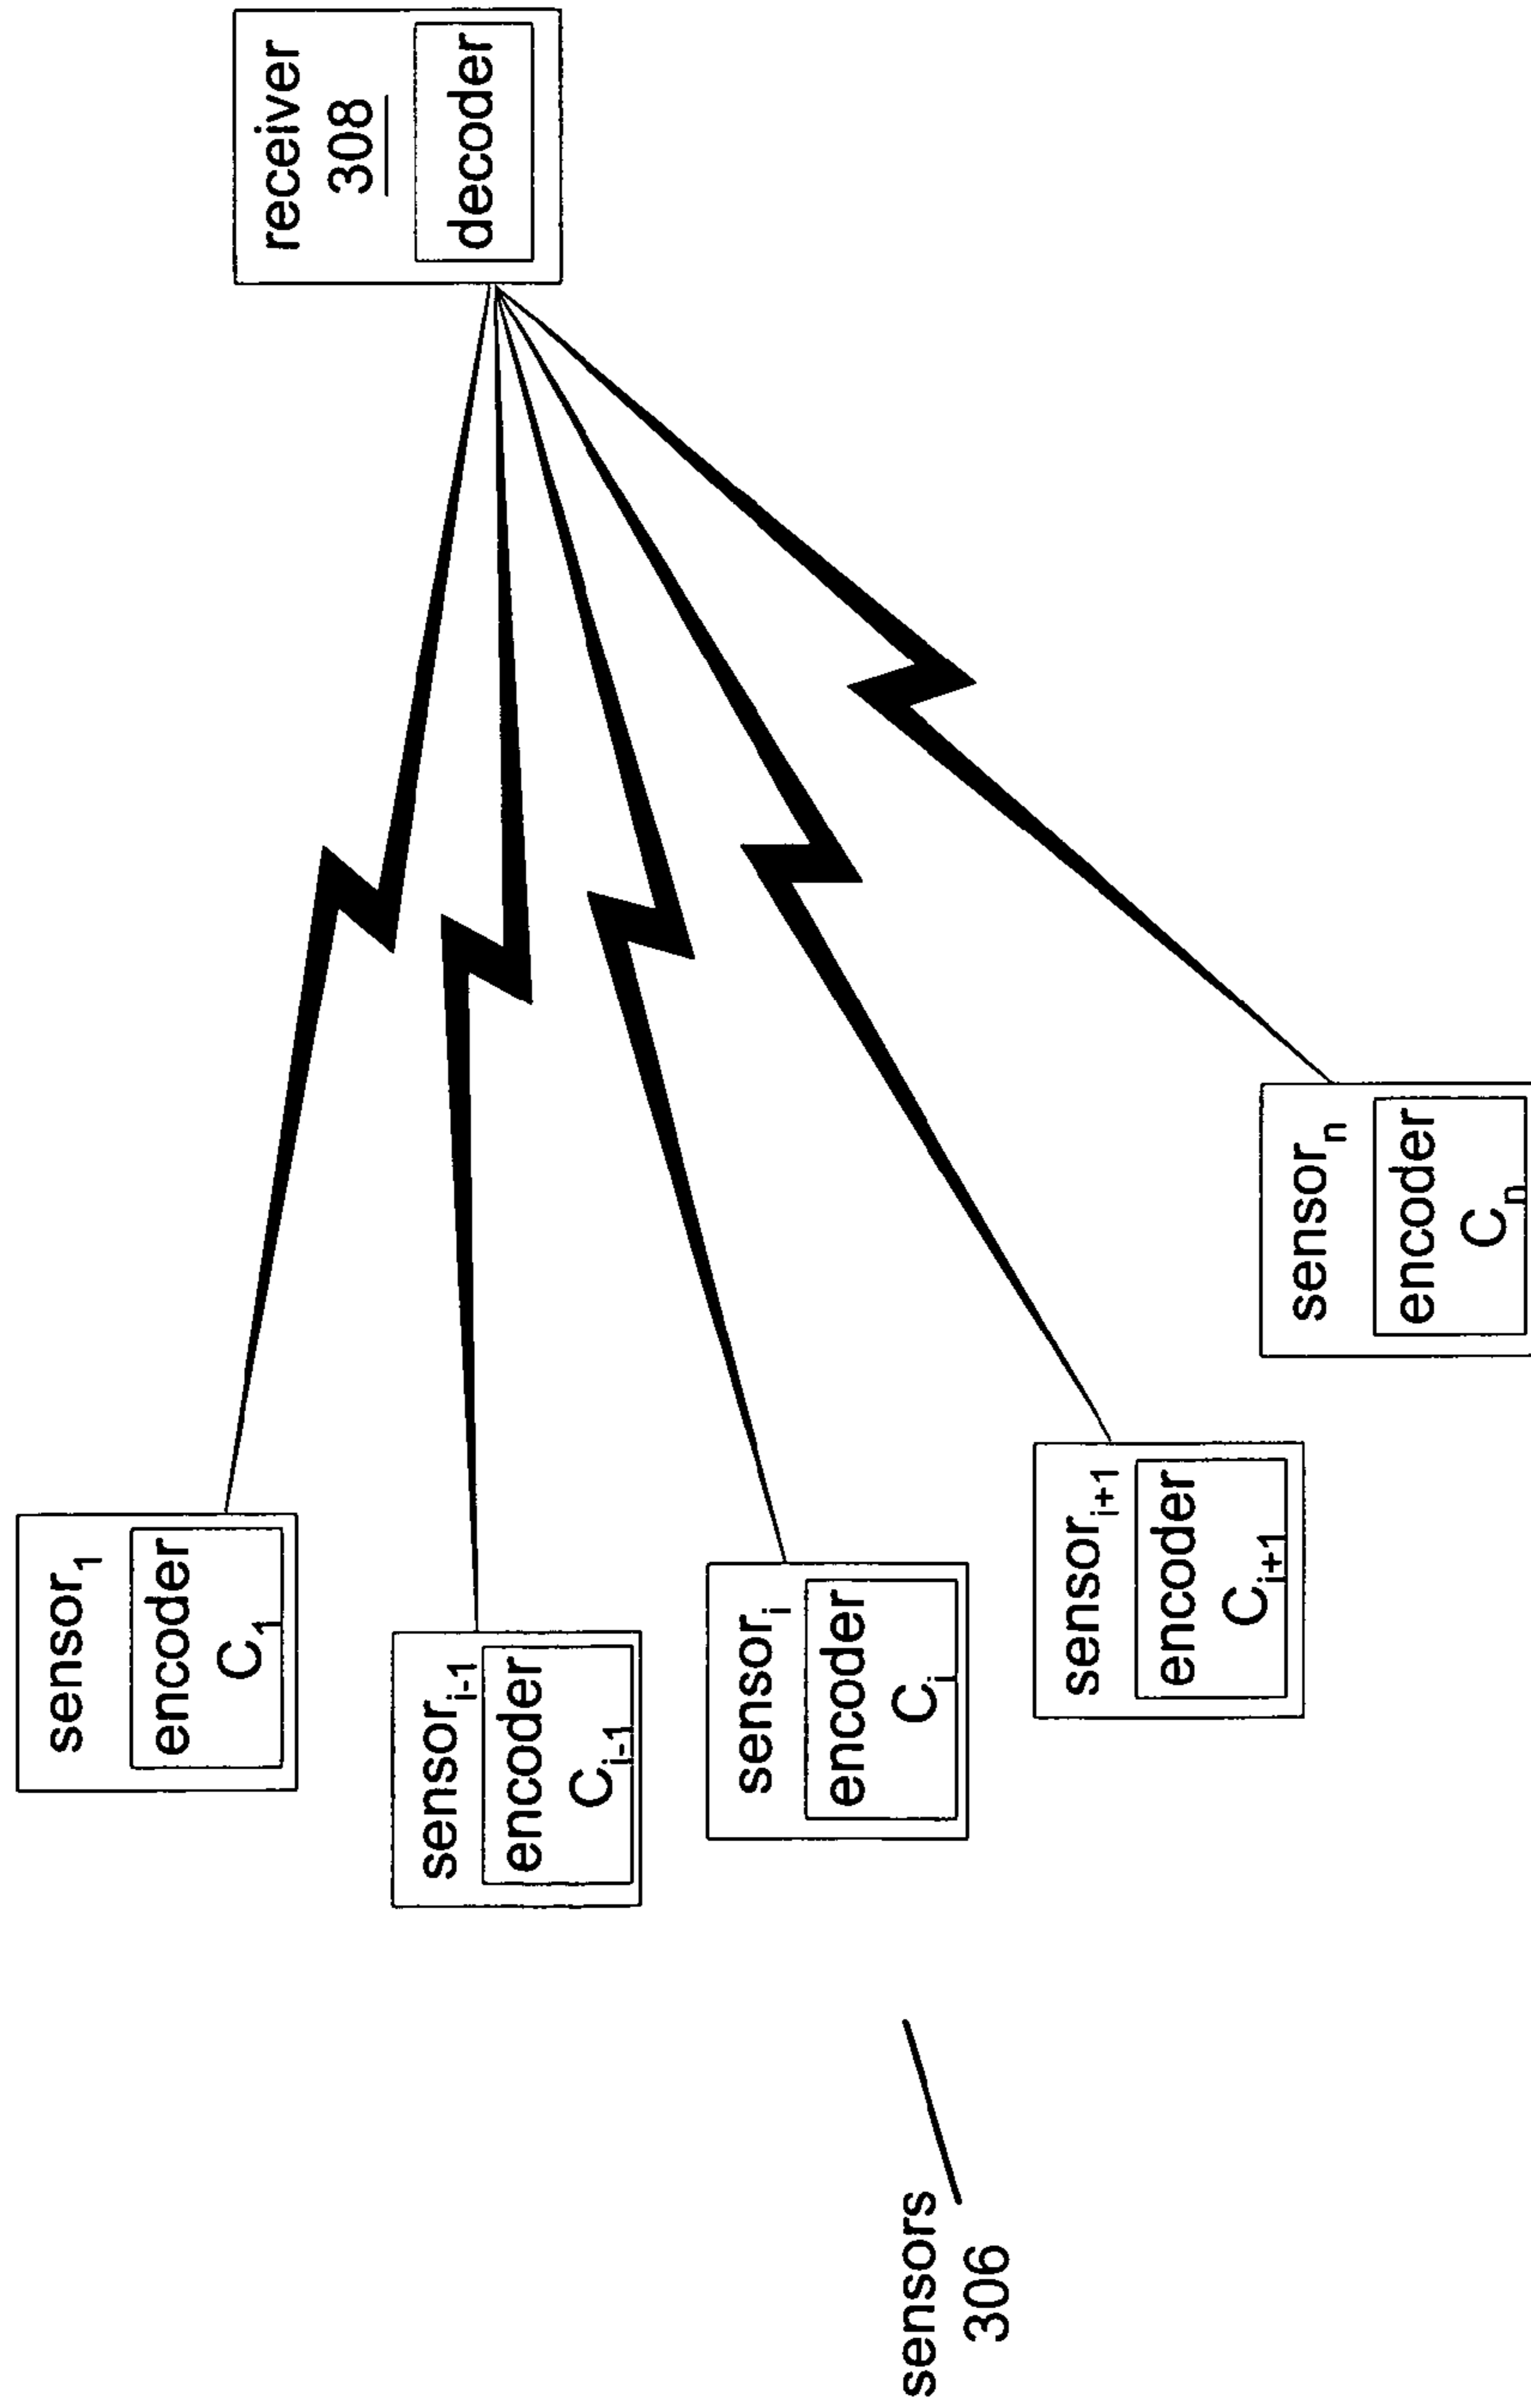 sensor₁
encoder
C₁
sensorᵢ₋₁
encoder
Cᵢ₋₁
sensorᵢ
encoder
Cᵢ
sensorᵢ₊₁
encoder
Cᵢ₊₁
sensorₙ
encoder
Cₙ
receiver
308
decoder
sensors
306